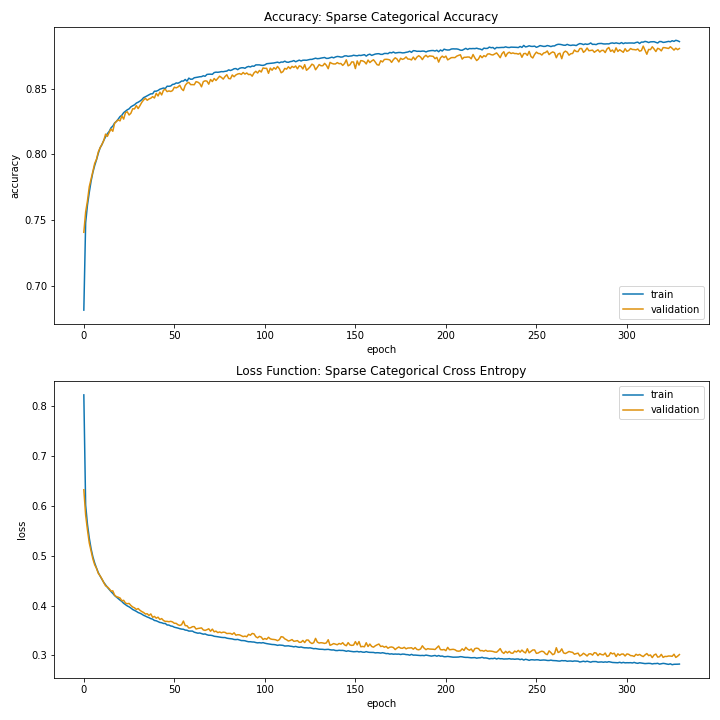 Accuracy: Sparse Categorical Accuracy
accuracy
0.85
0.80
0.75
0.70
train
validation
0 50 100 150 200 250 300
epoch
Loss Function: Sparse Categorical Cross Entropy
loss
0.8
0.7
0.6
0.5
0.4
0.3
train
validation
0 50 100 150 200 250 300
epoch